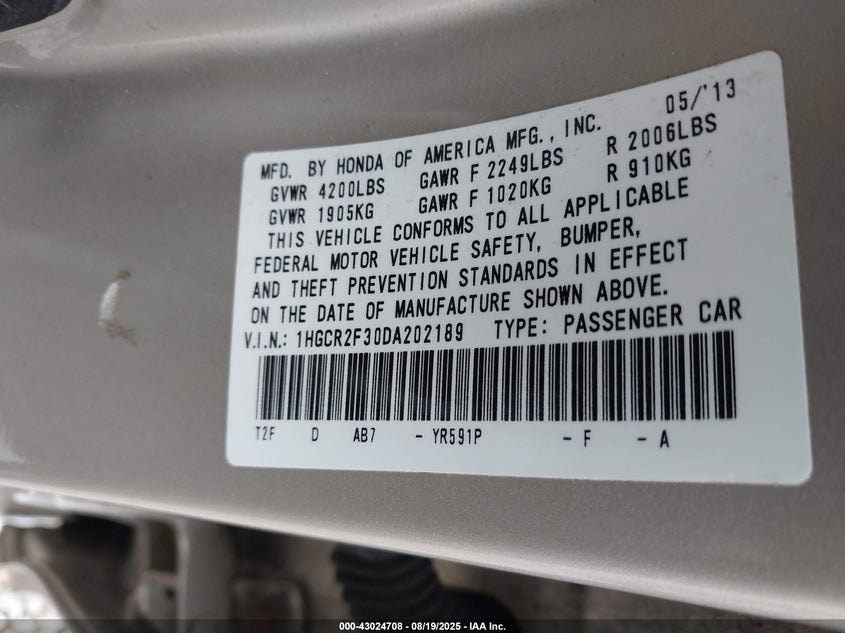 05/'13
MFD. BY HONDA OF AMERICA MFG., INC.
GVWR 4200LBS GAWR F 2249LBS R 2006LBS
GVWR 1905KG GAWR F 1020KG R 910KG
THIS VEHICLE CONFORMS TO ALL APPLICABLE
FEDERAL MOTOR VEHICLE SAFETY, BUMPER,
AND THEFT PREVENTION STANDARDS IN EFFECT
ON THE DATE OF MANUFACTURE SHOWN ABOVE.
V.I.N.: 1HGCR2F30DA202189 TYPE: PASSENGER CAR
T2F D AB7 - YR591P - F - A
000-43024708 - 08/19/2025 - IAA Inc.